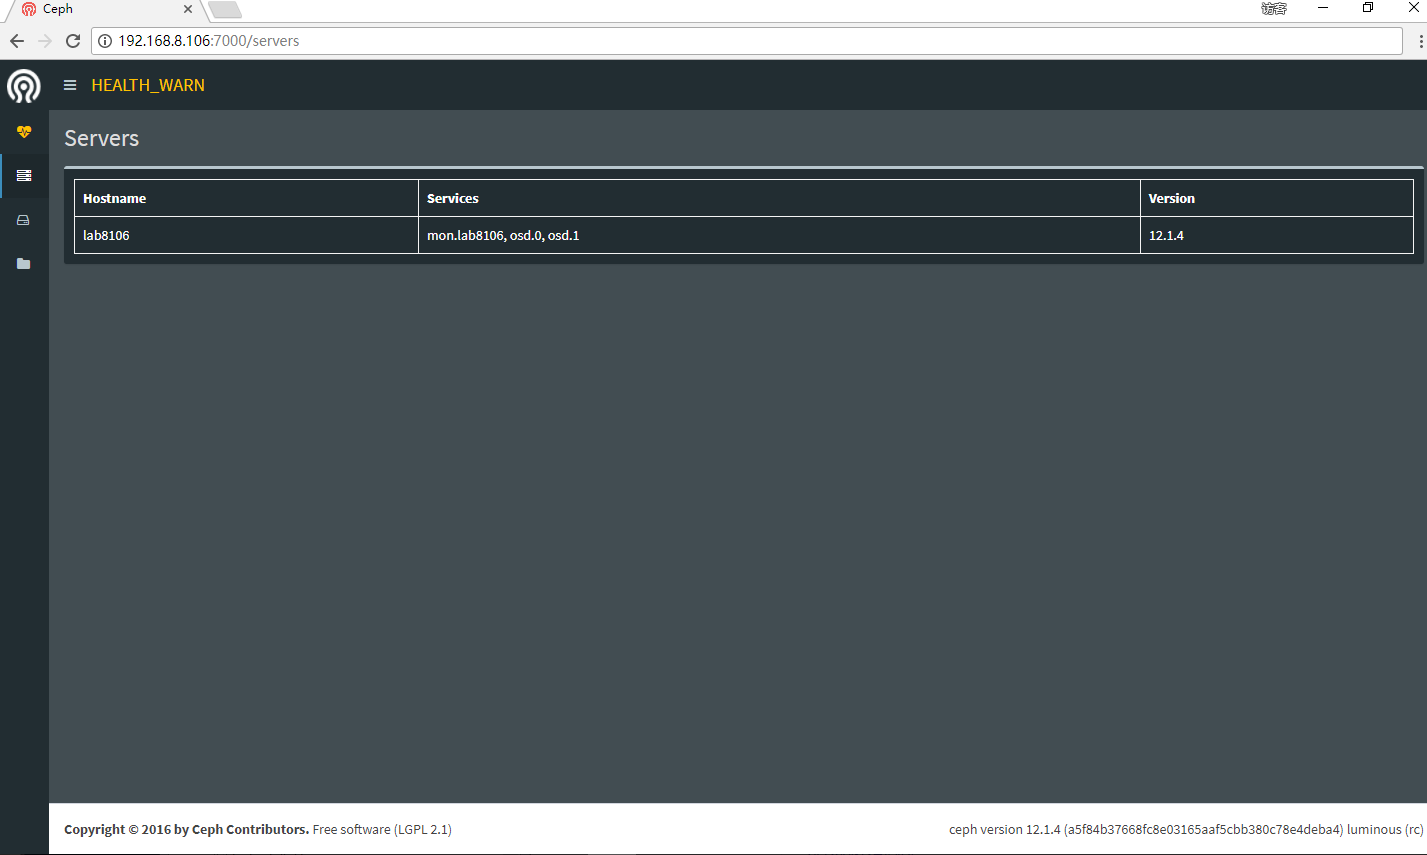 Ceph
访客
192.168.8.106:7000/servers
HEALTH_WARN
Servers
Hostname Services Version
lab8106 mon.lab8106, osd.0, osd.1 12.1.4
Copyright © 2016 by Ceph Contributors. Free software (LGPL 2.1) ceph version 12.1.4 (a5f84b37668fc8e03165aaf5cbb380c78e4deba4) luminous (rc)